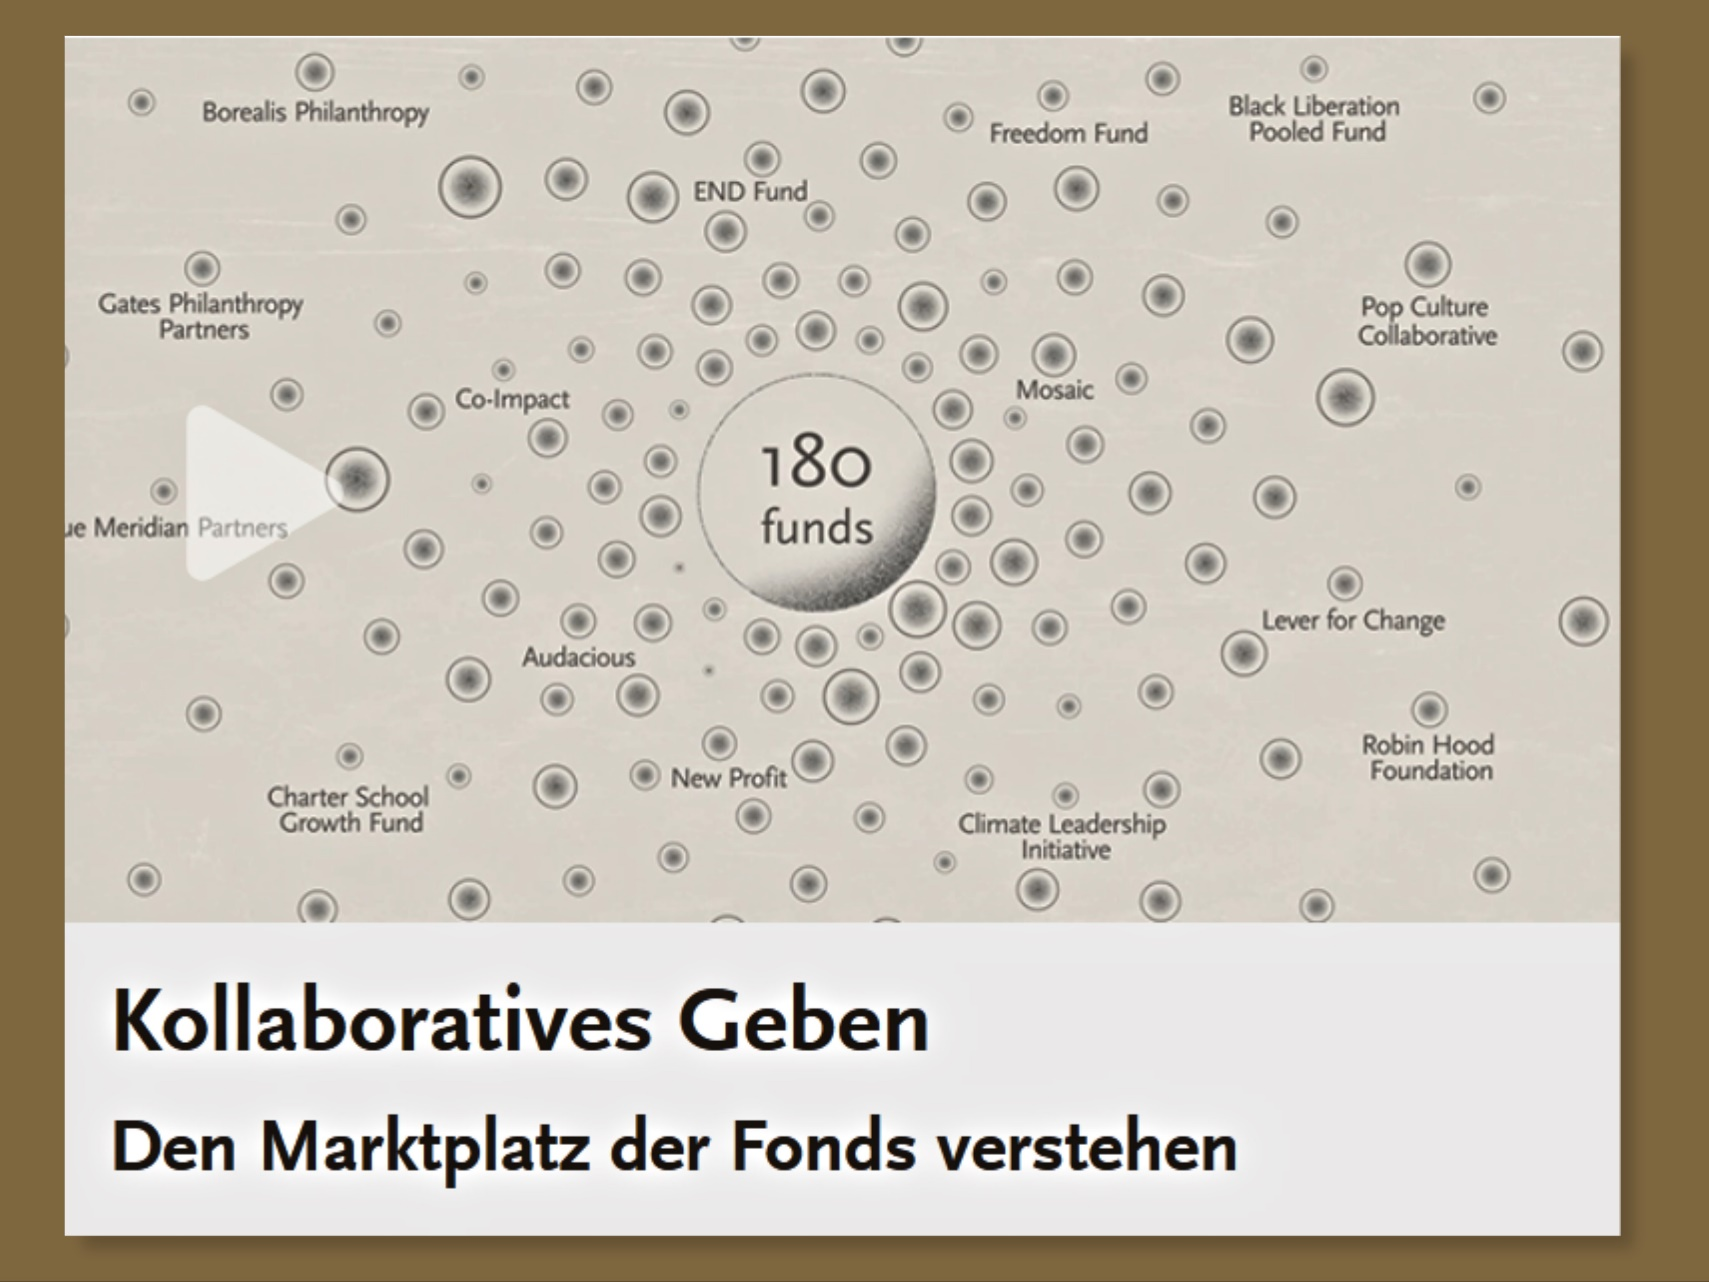 Borealis Philanthropy
Freedom Fund
Black Liberation
Pooled Fund
END Fund
Gates Philanthropy
Partners
Pop Culture
Collaborative
Co-Impact
Mosaic
180
funds
ue Meridian Partners
Lever for Change
Audacious
Robin Hood
Foundation
New Profit
Charter School
Growth Fund
Climate Leadership
Initiative
Kollaboratives Geben
Den Marktplatz der Fonds verstehen